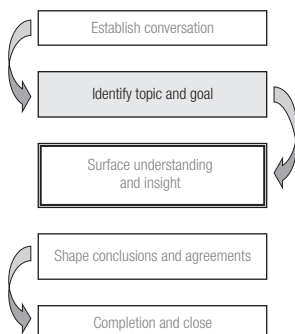 Establish conversation
Identify topic and goal
Surface understanding
and insight
Shape conclusions and agreements
Completion and close